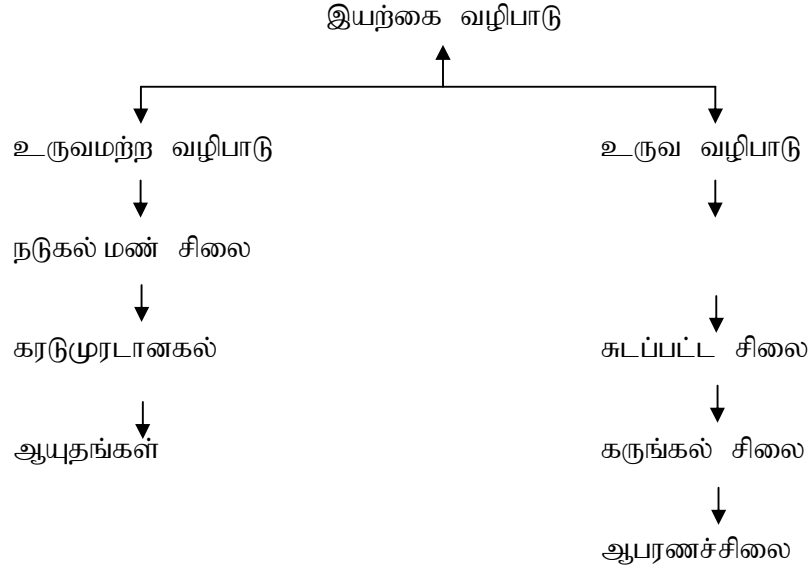 இயற்கை வழிபாடு
உருவமற்ற வழிபாடு
உருவ வழிபாடு
நடுகல் மண் சிலை
கரடுமுரடானகல்
சுடப்பட்ட சிலை
ஆயுதங்கள்
கருங்கல் சிலை
ஆபரணச்சிலை